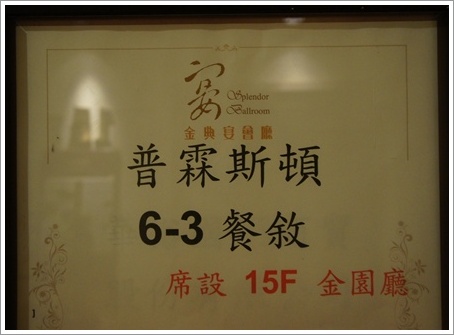 宴
Splendor
Ballroom
金典宴會廳
普霖斯頓
6-3 餐敘
席設 15F 金園廳